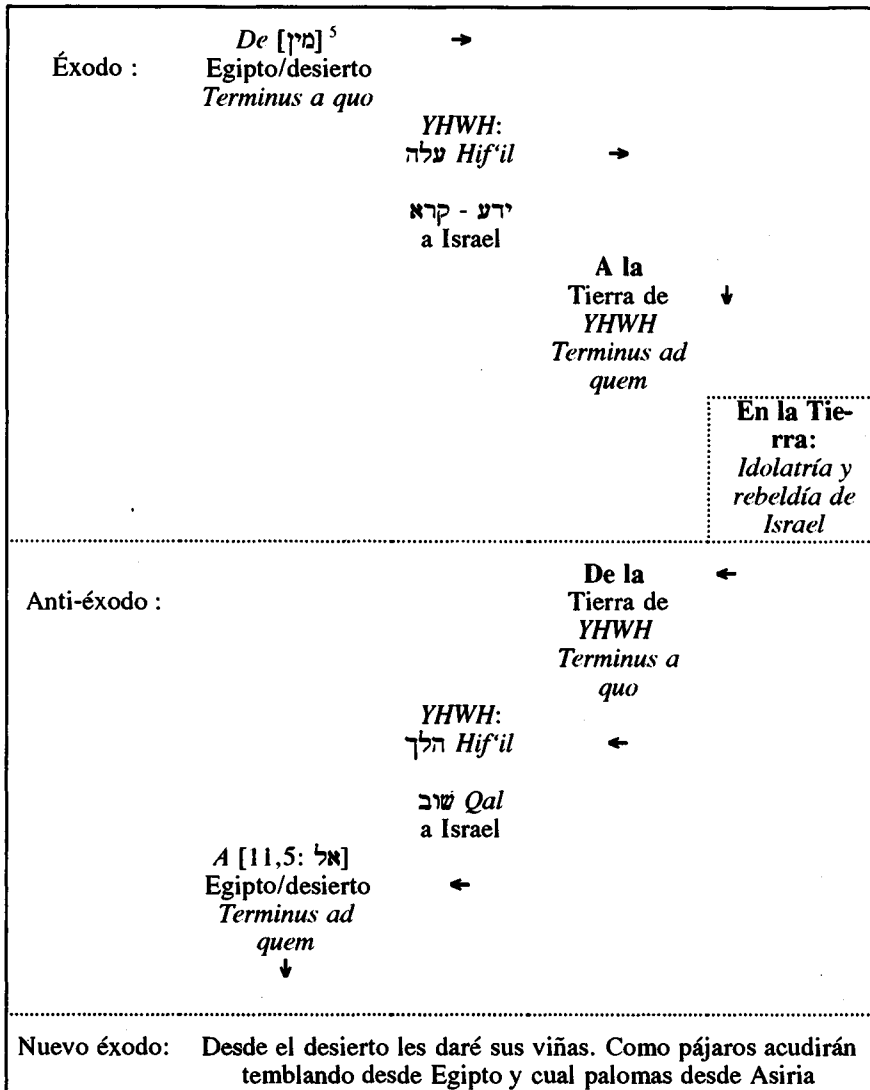 De [מין] 5 →
Éxodo : Egipto/desierto
Terminus a quo
YHWH:
עלה Hif‘il →
ידע - קרא
a Israel
A la
Tierra de ↓
YHWH
Terminus ad
quem
En la Tie-
rra:
Idolatría y
rebeldía de
Israel
De la ←
Anti-éxodo : Tierra de
YHWH
Terminus a
quo
YHWH:
הלך Hif‘il ←
שׁוב Qal
a Israel
A [11,5: אל]
Egipto/desierto ←
Terminus ad
quem
↓
Nuevo éxodo: Desde el desierto les daré sus viñas. Como pájaros acudirán
temblando desde Egipto y cual palomas desde Asiria